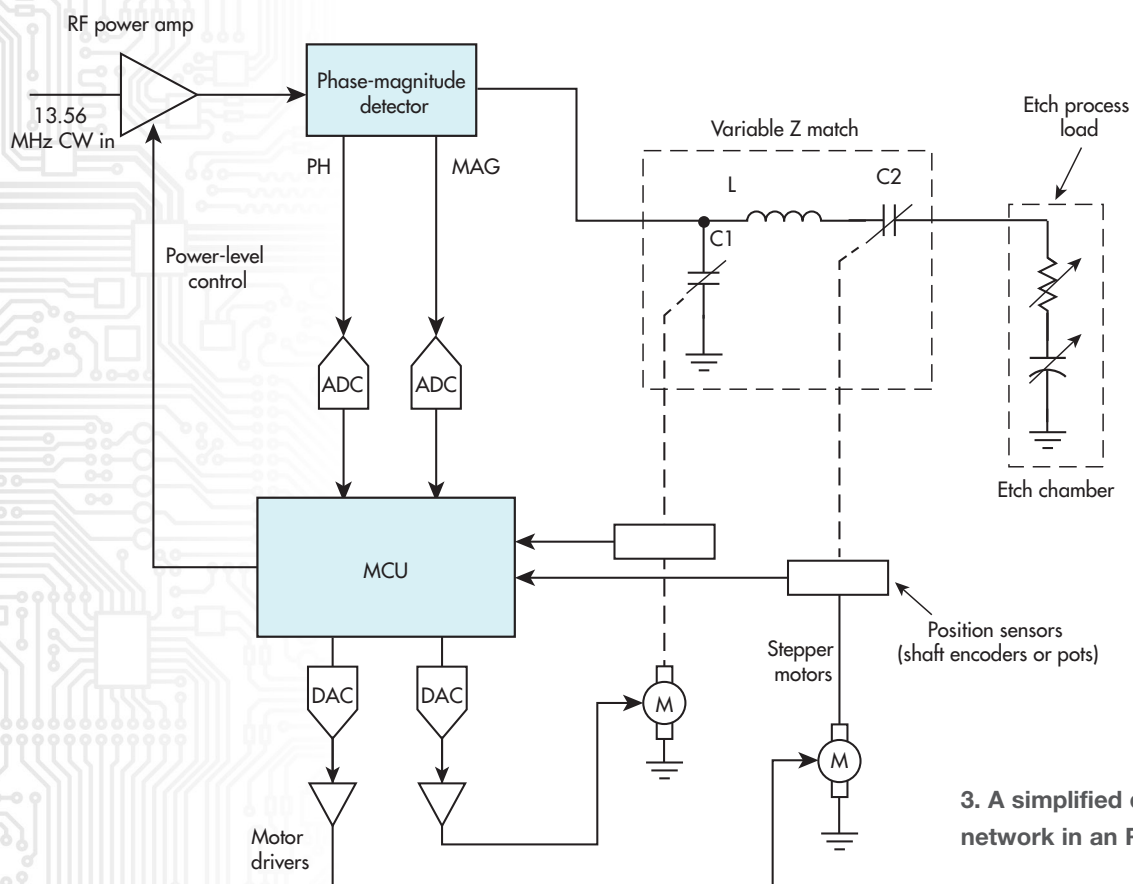 RF power amp
13.56
MHz CW in
Phase-magnitude
detector
PH
MAG
Power-level
control
Variable Z match
L
C2
C1
Etch process
load
Etch chamber
ADC
ADC
MCU
Position sensors
(shaft encoders or pots)
Stepper
motors
DAC
DAC
M
M
Motor
drivers
3. A simplified
network in an